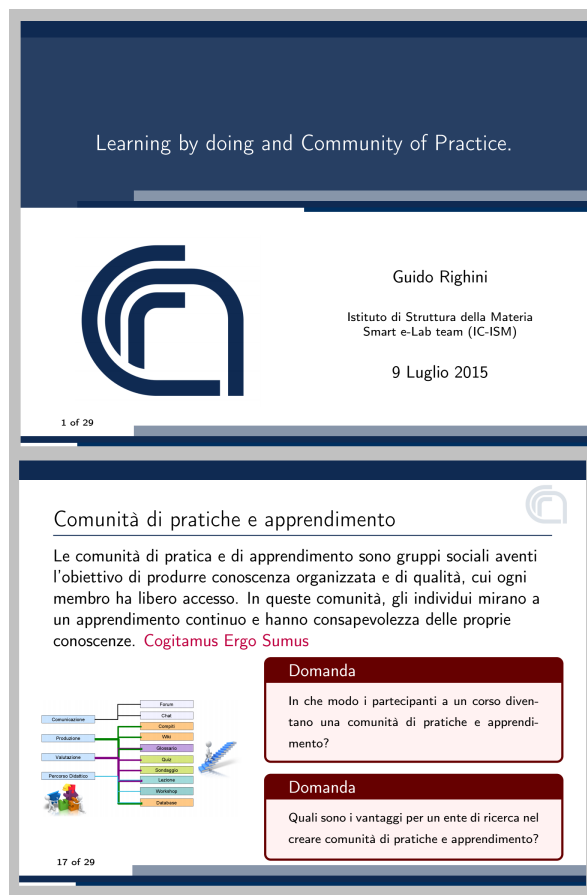 Learning by doing and Community of Practice.
Guido Righini
Istituto di Struttura della Materia
Smart e-Lab team (IC-ISM)
9 Luglio 2015
1 of 29
Comunità di pratiche e apprendimento
Le comunità di pratica e di apprendimento sono gruppi sociali aventi
l'obiettivo di produrre conoscenza organizzata e di qualità, cui ogni
membro ha libero accesso. In queste comunità, gli individui mirano a
un apprendimento continuo e hanno consapevolezza delle proprie
conoscenze. Cogitamus Ergo Sumus
Comunicazione
Produzione
Valutazione
Percorso Didattico
Forum
Chat
Compiti
Wiki
Glossario
Quiz
Sondaggio
Lezione
Workshop
Database
Domanda
In che modo i partecipanti a un corso diven-
tano una comunità di pratiche e apprendi-
mento?
Domanda
Quali sono i vantaggi per un ente di ricerca nel
creare comunità di pratiche e apprendimento?
17 of 29